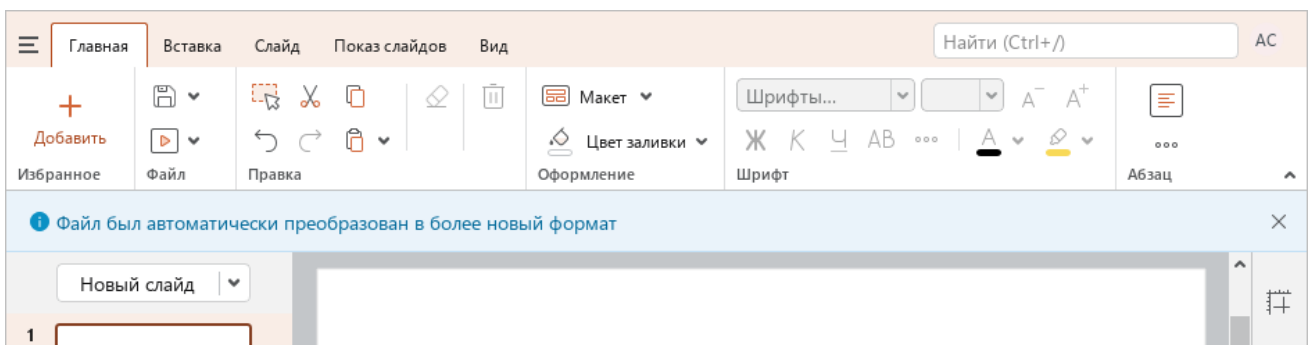 Главная Вставка Слайд Показ слайдов Вид Найти (Ctrl+/) АС
Макет Шрифты... А⁻ А⁺
Добавить Цвет заливки Ж К Ч АВ А
Избранное Файл Правка Оформление Шрифт Абзац
Файл был автоматически преобразован в более новый формат
Новый слайд
1